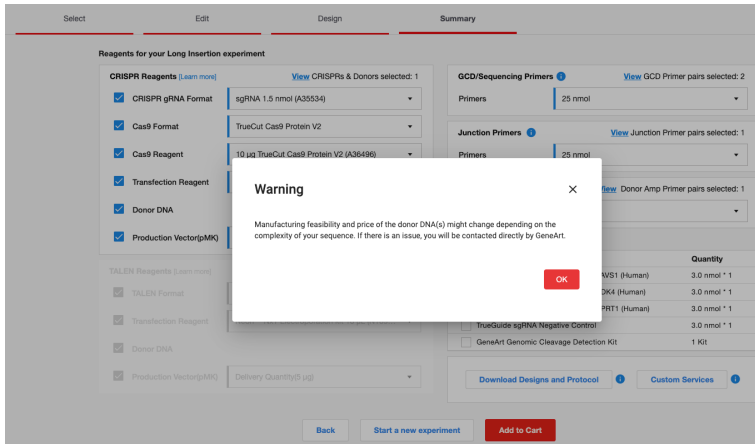 Select Edit Design Summary
Reagents for your Long Insertion experiment
CRISPR Reagents [Learn more] View CRISPRs & Donors selected: 1
CRISPR gRNA Format sgRNA 1.5 nmol (A35534)
Cas9 Format TrueCut Cas9 Protein V2
Cas9 Reagent 10 µg TrueCut Cas9 Protein V2 (A36496)
Transfection Reagent
Donor DNA
Production Vector(pMK)
TALEN Reagents [Learn more]
TALEN Format
Transfection Reagent
Donor DNA
Production Vector(pMK) Delivery Quantity(5 µg)
GCD/Sequencing Primers View GCD Primer pairs selected: 2
Primers 25 nmol
Junction Primers View Junction Primer pairs selected: 1
Primers 25 nmol
View Donor Amp Primer pairs selected: 1
Quantity
AVS1 (Human) 3.0 nmol * 1
DK4 (Human) 3.0 nmol * 1
PRT1 (Human) 3.0 nmol * 1
TrueGuide sgRNA Negative Control 3.0 nmol * 1
GeneArt Genomic Cleavage Detection Kit 1 Kit
Download Designs and Protocol Custom Services
Warning
Manufacturing feasibility and price of the donor DNA(s) might change depending on the
complexity of your sequence. If there is an issue, you will be contacted directly by GeneArt.
OK
Back Start a new experiment Add to Cart